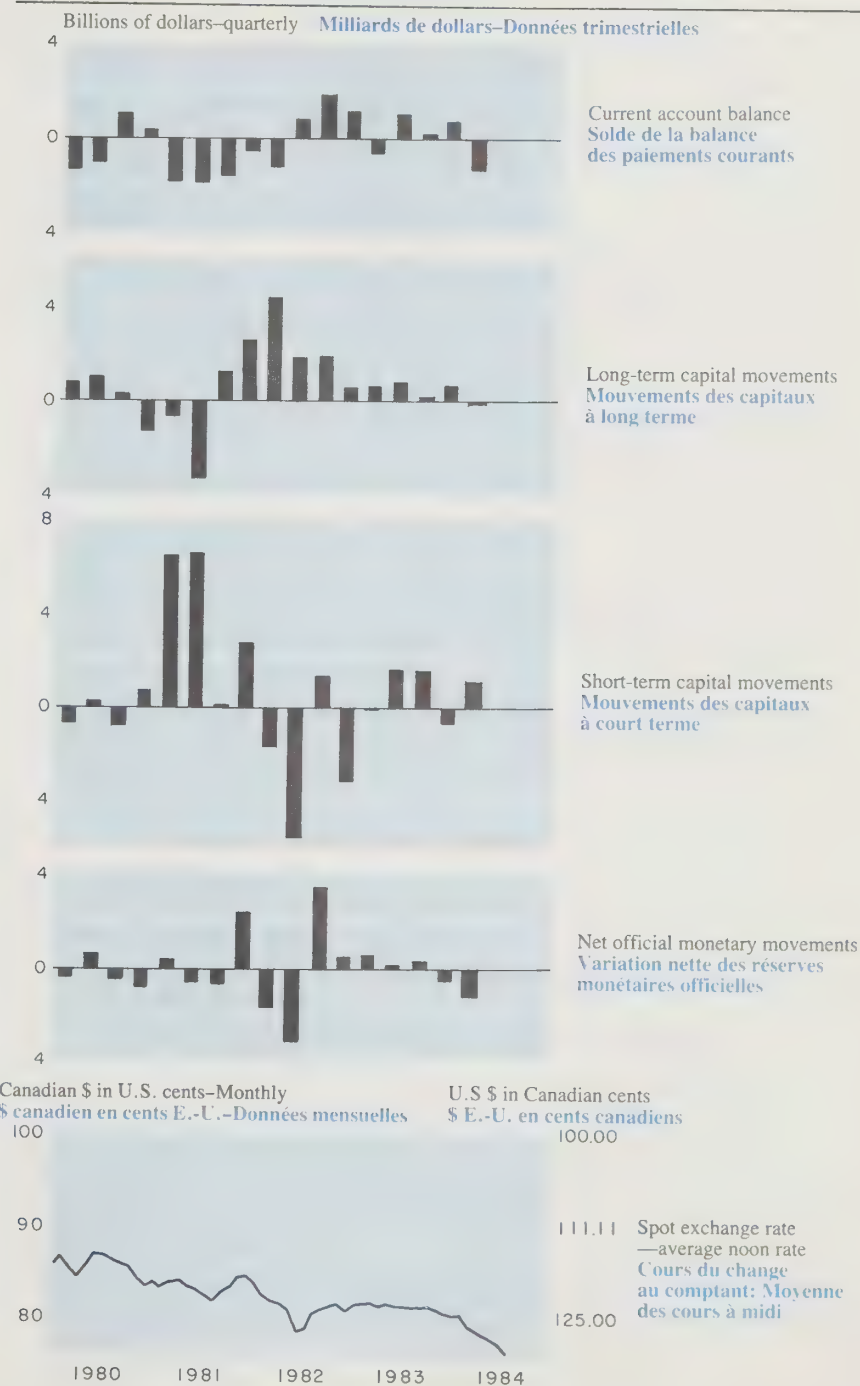 Billions of dollars–quarterly Milliards de dollars–Données trimestrielles
4
0
4
Current account balance
Solde de la balance
des paiements courants
4
0
4
Long-term capital movements
Mouvements des capitaux
à long terme
8
4
0
4
Short-term capital movements
Mouvements des capitaux
à court terme
4
0
4
Net official monetary movements
Variation nette des réserves
monétaires officielles
Canadian $ in U.S. cents–Monthly
$ canadien en cents E.-U.–Données mensuelles
U.S $ in Canadian cents
$ E.-U. en cents canadiens
100
90
80
100.00
111.11
125.00
Spot exchange rate
—average noon rate
Cours du change
au comptant: Moyenne
des cours à midi
1980 1981 1982 1983 1984